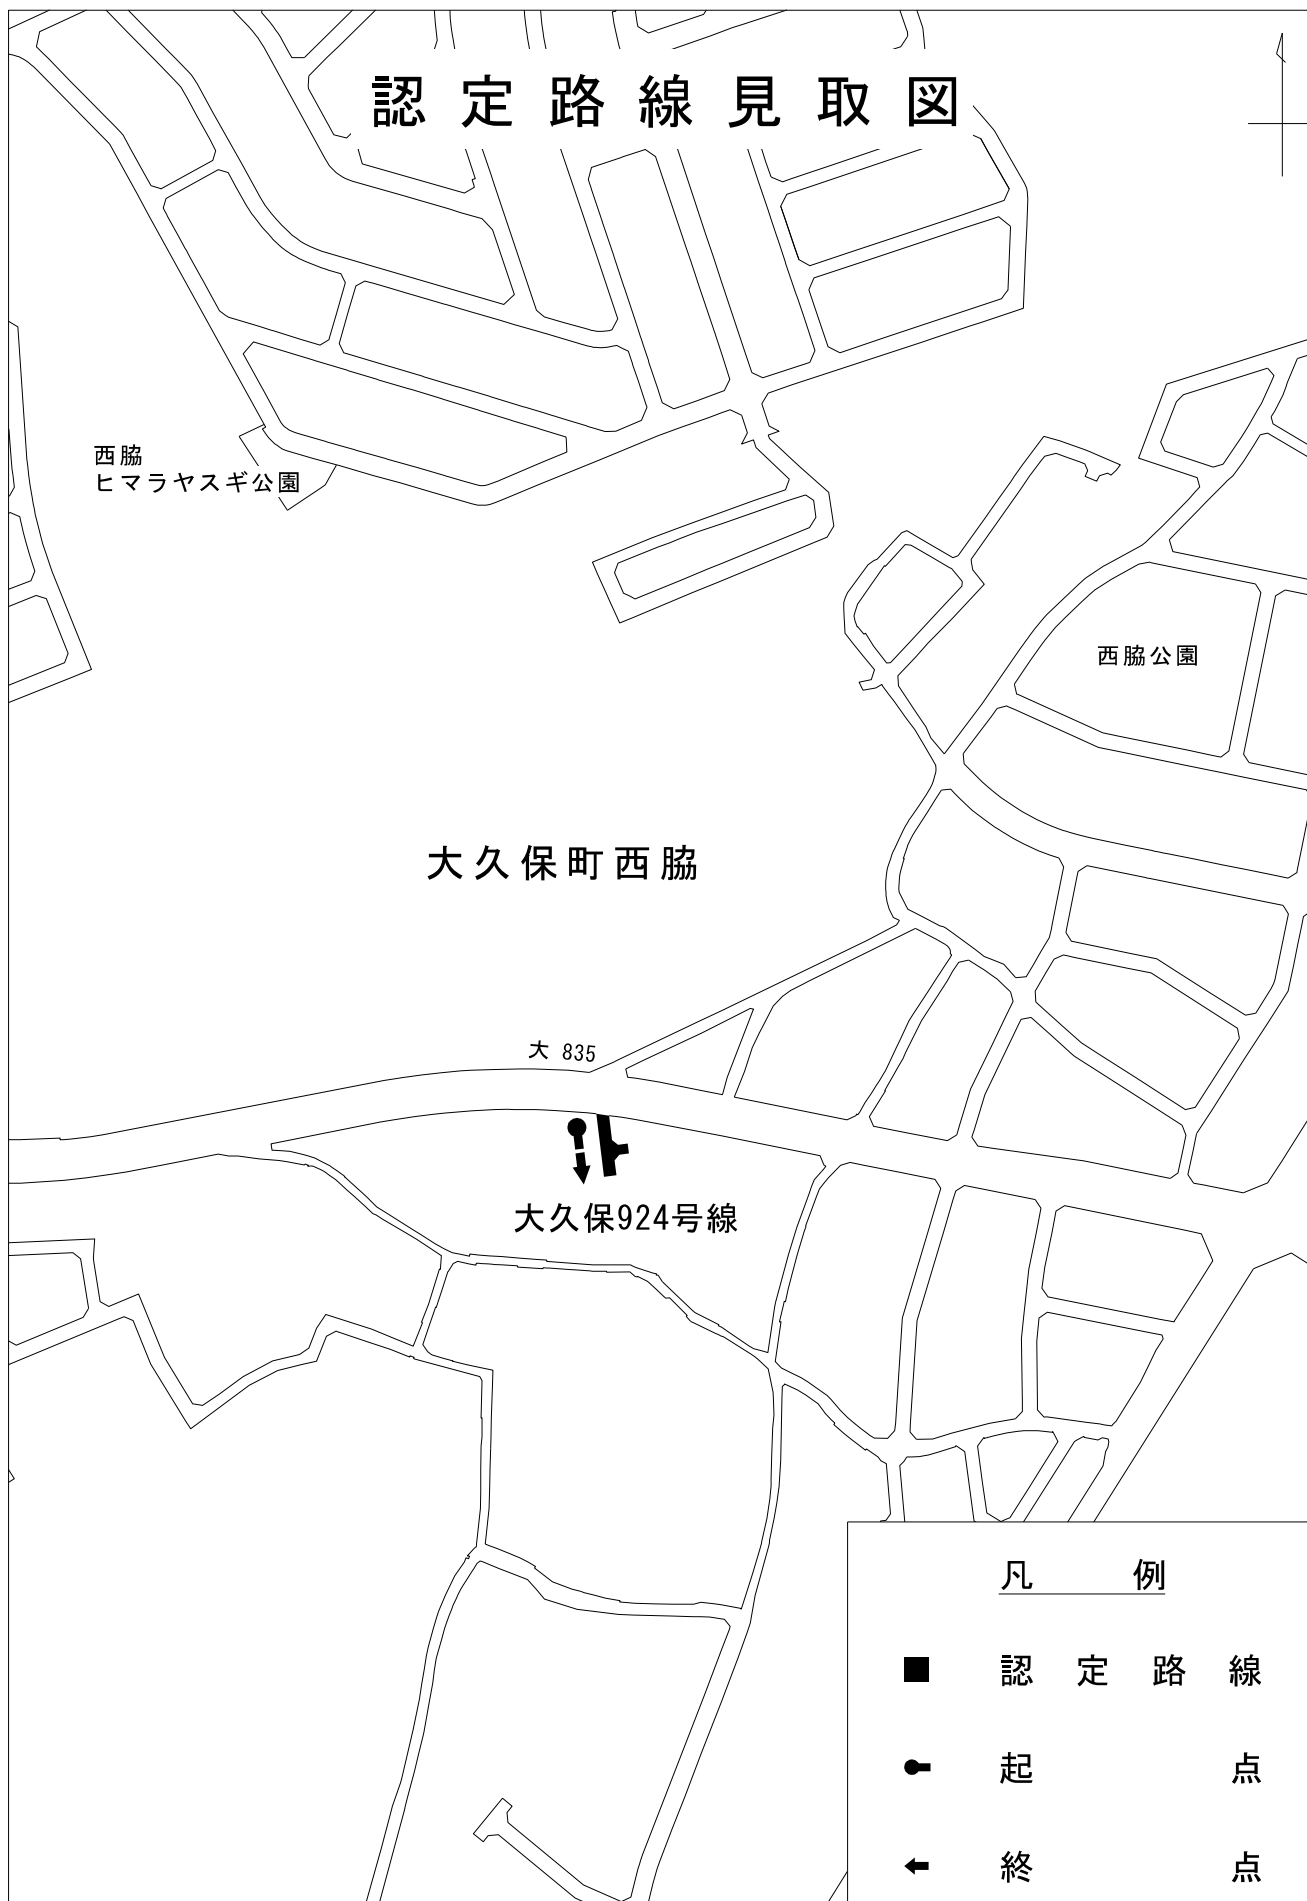 認定路線見取図
西脇
ヒマラヤスギ公園
西脇公園
大久保町西脇
大 835
大久保924号線
凡 例
認定路線
起 点
終 点